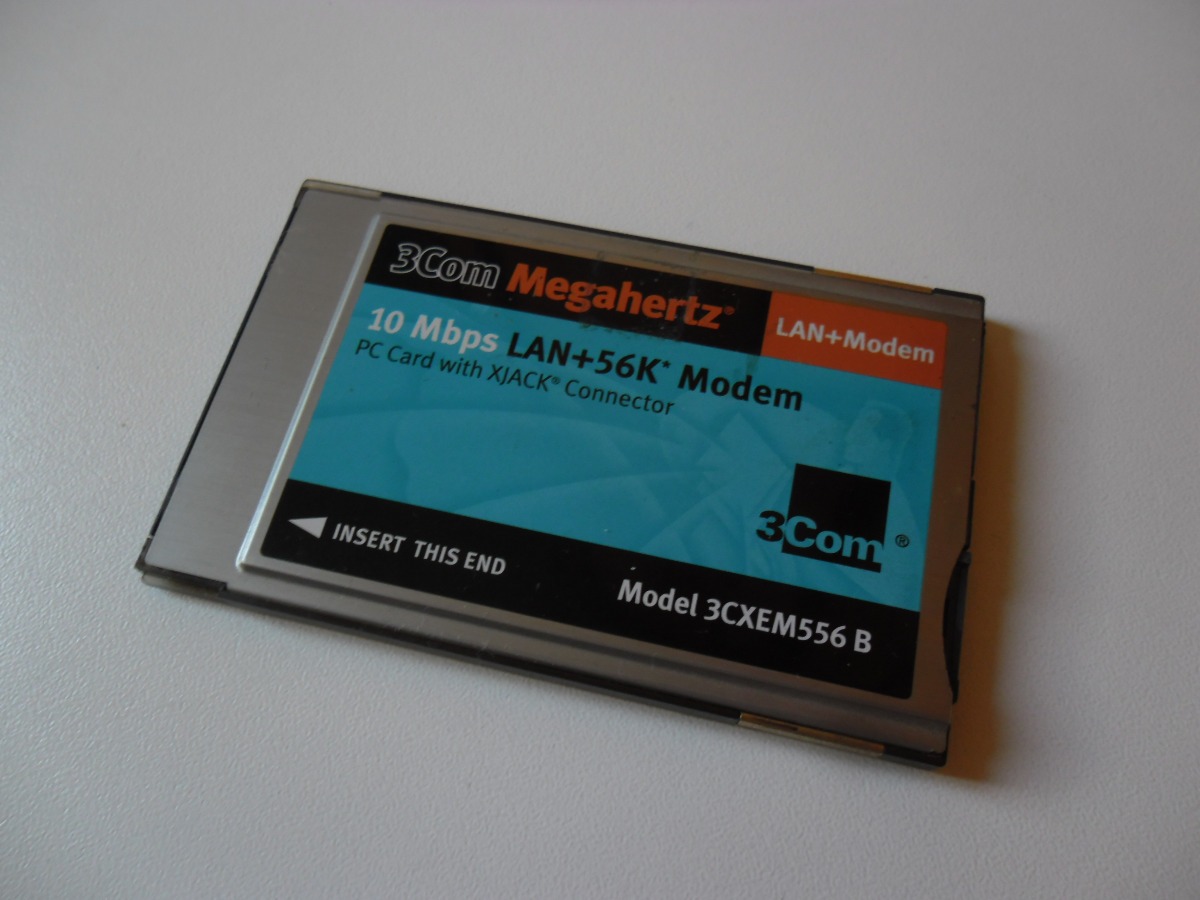 3Com Megahertz®
LAN+Modem
10 Mbps LAN+56K* Modem
PC Card with XJACK® Connector
3Com®
INSERT THIS END
Model 3CXEM556 B